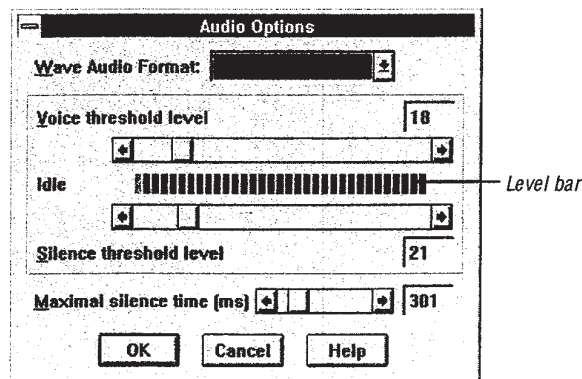 Audio Options
Wave Audio Format:
Voice threshold level 18
Idle
Level bar
Silence threshold level 21
Maximal silence time (ms) 301
OK Cancel Help